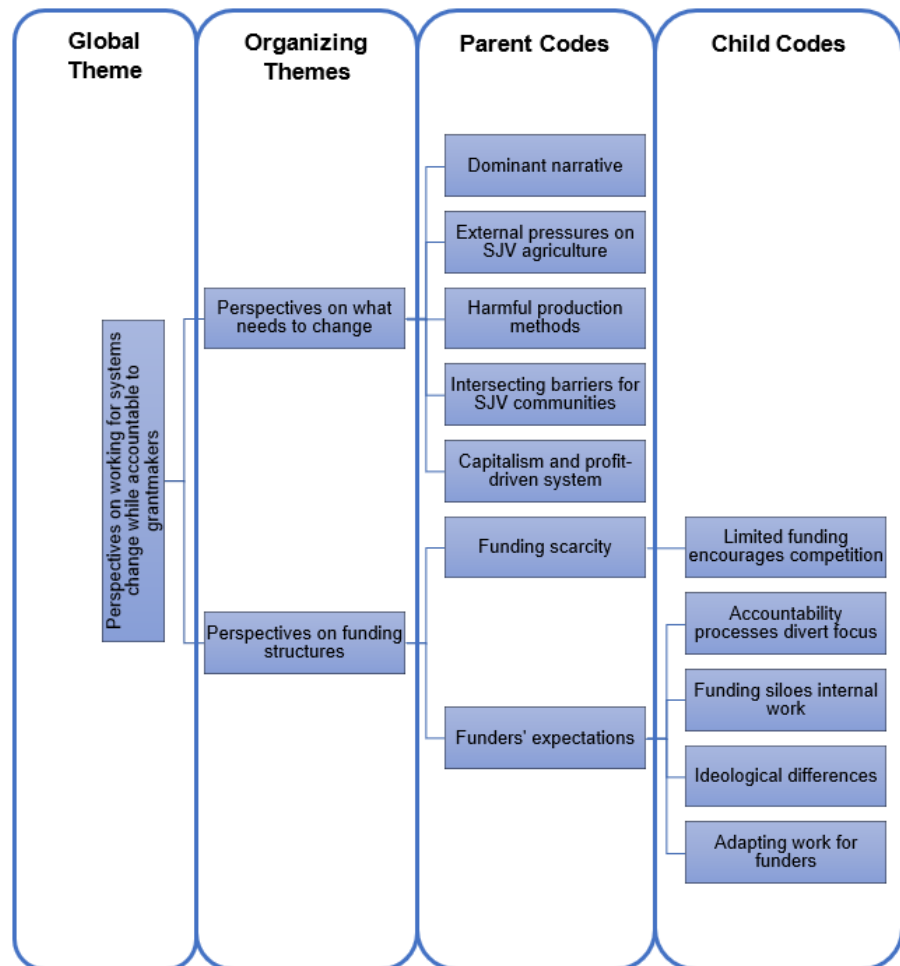 Global
Theme
Organizing
Themes
Parent Codes
Child Codes
Perspectives on working for systems
change while accountable to
grantmakers
Perspectives on what
needs to change
Perspectives on funding
structures
Dominant narrative
External pressures on
SJV agriculture
Harmful production
methods
Intersecting barriers for
SJV communities
Capitalism and profit-
driven system
Funding scarcity
Funders' expectations
Limited funding
encourages competition
Accountability
processes divert focus
Funding siloes internal
work
Ideological differences
Adapting work for
funders